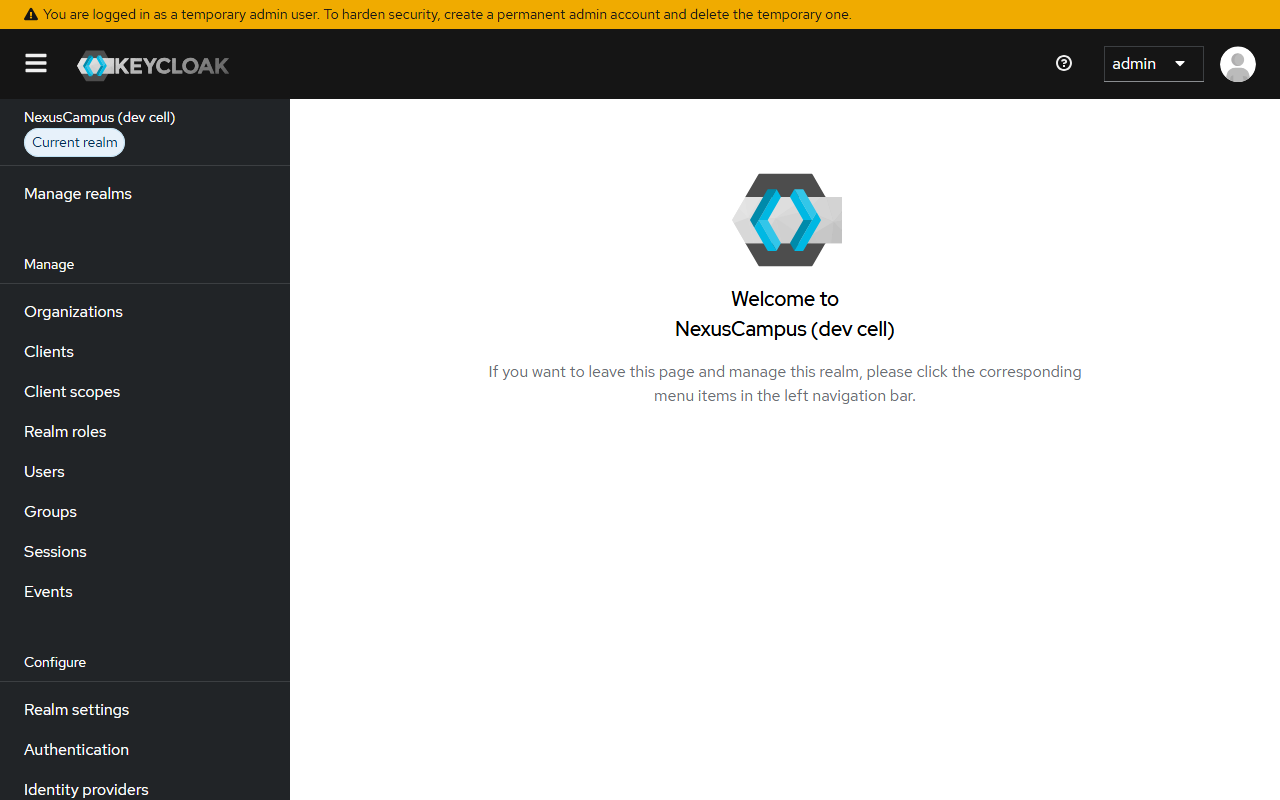 You are logged in as a temporary admin user. To harden security, create a permanent admin account and delete the temporary one.
KEYCLOAK
admin
NexusCampus (dev cell)
Current realm
Manage realms
Manage
Organizations
Clients
Client scopes
Realm roles
Users
Groups
Sessions
Events
Configure
Realm settings
Authentication
Identity providers
Welcome to
NexusCampus (dev cell)
If you want to leave this page and manage this realm, please click the corresponding
menu items in the left navigation bar.